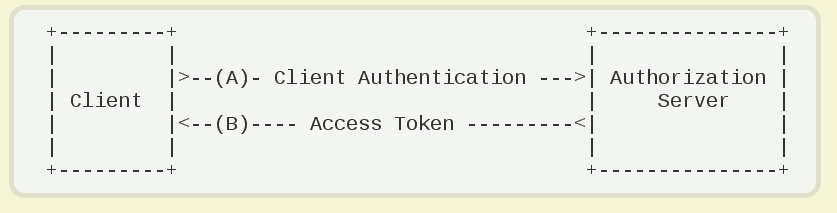 +---------+                                  +---------------+
|         |                                  |               |
|         |>--(A)- Client Authentication --->| Authorization |
| Client  |                                  |     Server    |
|         |<--(B)---- Access Token ---------<|               |
|         |                                  |               |
+---------+                                  +---------------+